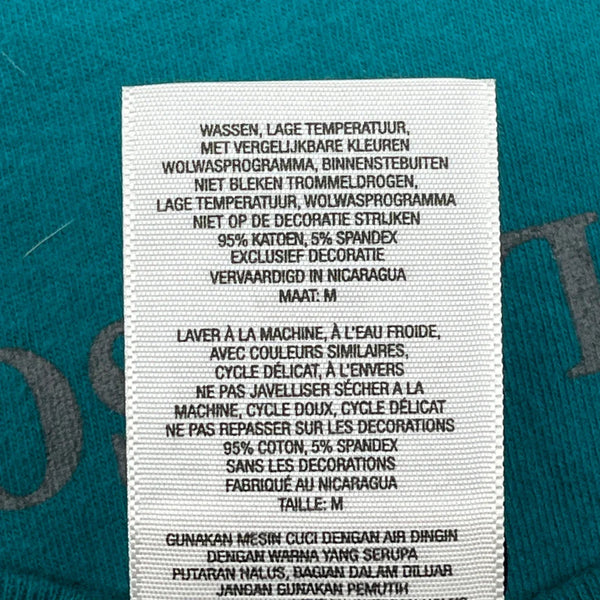 WASSEN, LAGE TEMPERATUUR,
MET VERGELIJKBARE KLEUREN
WOLWASPROGRAMMA, BINNENSTEBUITEN
NIET BLEKEN TROMMELDROGEN,
LAGE TEMPERATUUR, WOLWASPROGRAMMA
NIET OP DE DECORATIE STRIJKEN
95% KATOEN, 5% SPANDEX
EXCLUSIEF DECORATIE
VERVAARDIGD IN NICARAGUA
MAAT: M
LAVER À LA MACHINE, À L'EAU FROIDE,
AVEC COULEURS SIMILAIRES,
CYCLE DÉLICAT, À L'ENVERS
NE PAS JAVELLISER SÉCHER A LA
MACHINE, CYCLE DOUX, CYCLE DÉLICAT
NE PAS REPASSER SUR LES DECORATIONS
95% COTON, 5% SPANDEX
SANS LES DECORATIONS
FABRIQUÉ AU NICARAGUA
TAILLE: M
GUNAKAN MESIN CUCI DENGAN AIR DINGIN
DENGAN WARNA YANG SERUPA
PUTARAN HALUS, BAGIAN DALAM DILUAR
JANGAN GUNAKAN PEMUTIH